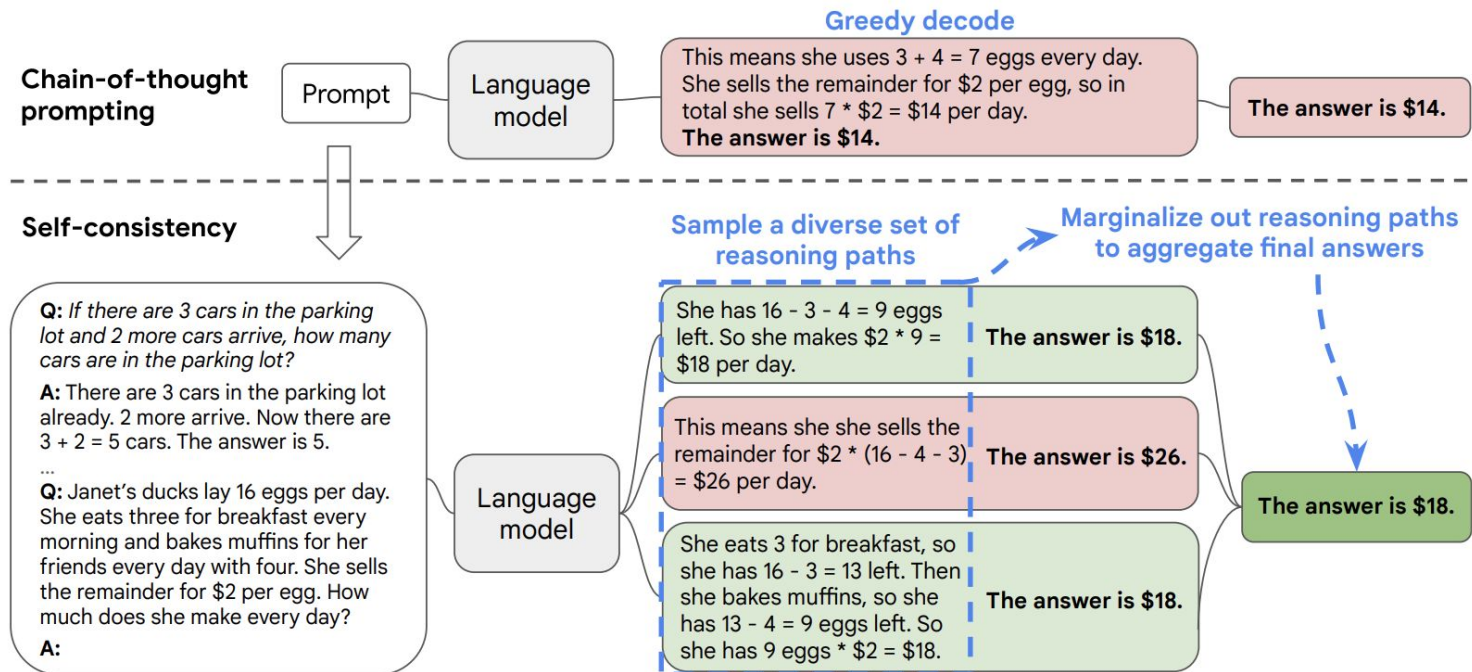 Greedy decode
Chain-of-thought
prompting
Prompt
Language
model
This means she uses 3 + 4 = 7 eggs every day.
She sells the remainder for $2 per egg, so in
total she sells 7 * $2 = $14 per day.
The answer is $14.
The answer is $14.
Self-consistency
Sample a diverse set of
reasoning paths
Marginalize out reasoning paths
to aggregate final answers
Q: If there are 3 cars in the parking
lot and 2 more cars arrive, how many
cars are in the parking lot?
A: There are 3 cars in the parking lot
already. 2 more arrive. Now there are
3 + 2 = 5 cars. The answer is 5.
...
Q: Janet's ducks lay 16 eggs per day.
She eats three for breakfast every
morning and bakes muffins for her
friends every day with four. She sells
the remainder for $2 per egg. How
much does she make every day?
A:
Language
model
She has 16 - 3 - 4 = 9 eggs
left. So she makes $2 * 9 =
$18 per day.
The answer is $18.
This means she she sells the
remainder for $2 * (16 - 4 - 3)
= $26 per day.
The answer is $26.
She eats 3 for breakfast, so
she has 16 - 3 = 13 left. Then
she bakes muffins, so she
has 13 - 4 = 9 eggs left. So
she has 9 eggs * $2 = $18.
The answer is $18.
The answer is $18.